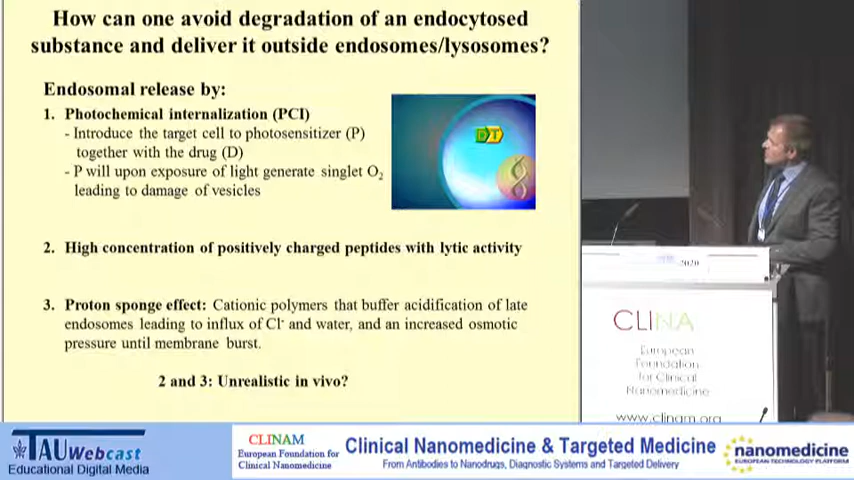 How can one avoid degradation of an endocytosed
substance and deliver it outside endosomes/lysosomes?
Endosomal release by:
1. Photochemical internalization (PCI)
- Introduce the target cell to photosensitizer (P)
together with the drug (D)
- P will upon exposure of light generate singlet O2
leading to damage of vesicles
D T
2. High concentration of positively charged peptides with lytic activity
3. Proton sponge effect: Cationic polymers that buffer acidification of late
endosomes leading to influx of Cl- and water, and an increased osmotic
pressure until membrane burst.
2 and 3: Unrealistic in vivo?
2020
CLINA
European
Foundation
for Clinical
Nanomedicine
www.clinam.org
TAU Webcast
Educational Digital Media
CLINAM
European Foundation for
Clinical Nanomedicine
Clinical Nanomedicine & Targeted Medicine
From Antibodies to Nanodrugs, Diagnostic Systems and Targeted Delivery
nanomedicine
EUROPEAN TECHNOLOGY PLATFORM